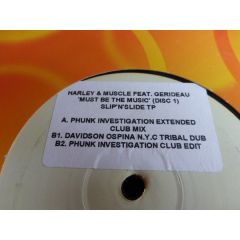 HARLEY & MUSCLE FEAT. GERIDEAU
'MUST BE THE MUSIC' (DISC 1)
SLIP'N'SLIDE TP
A. PHUNK INVESTIGATION EXTENDED
CLUB MIX
B1. DAVIDSON OSPINA N.Y.C TRIBAL DUB
B2. PHUNK INVESTIGATION CLUB EDIT